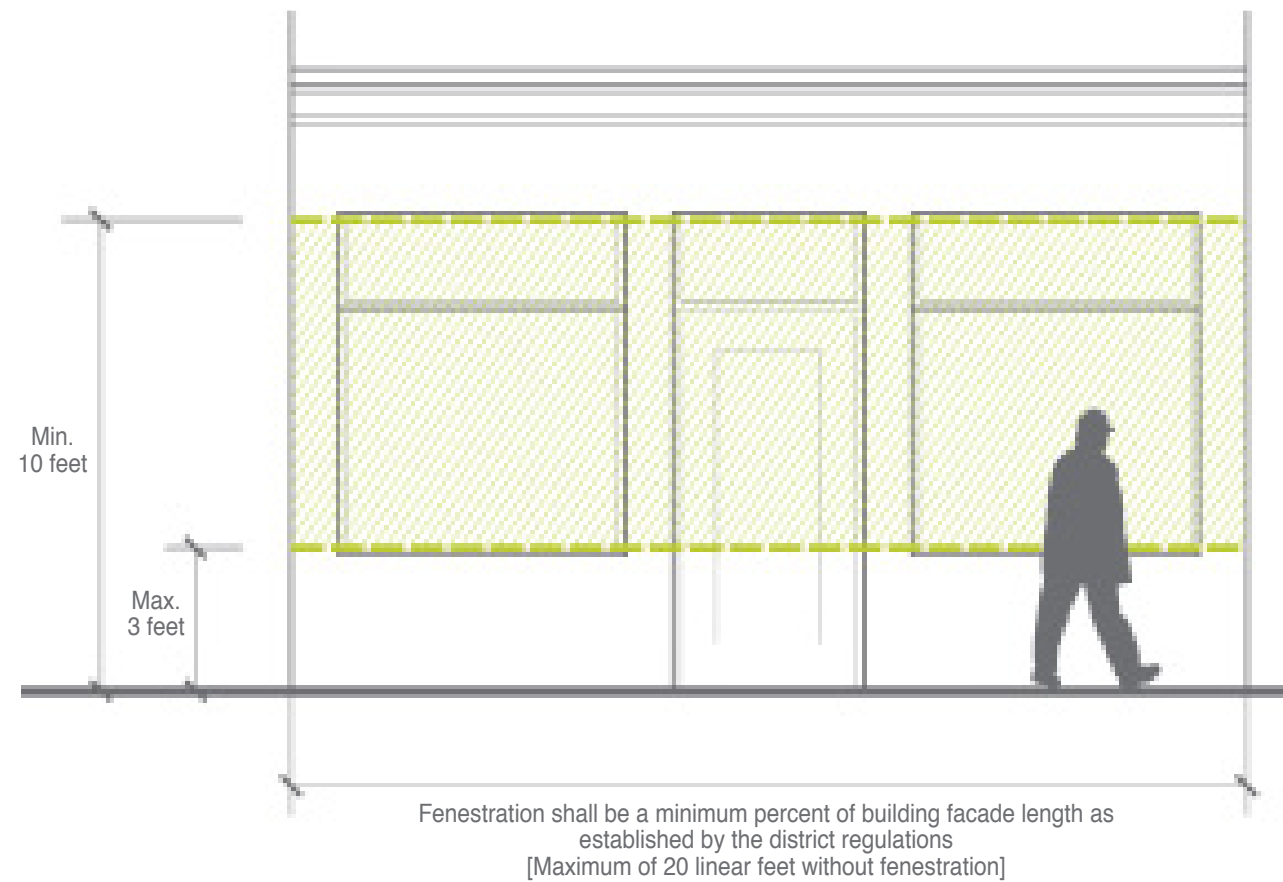 Min.
10 feet
Max.
3 feet
Fenestration shall be a minimum percent of building facade length as
established by the district regulations
[Maximum of 20 linear feet without fenestration]